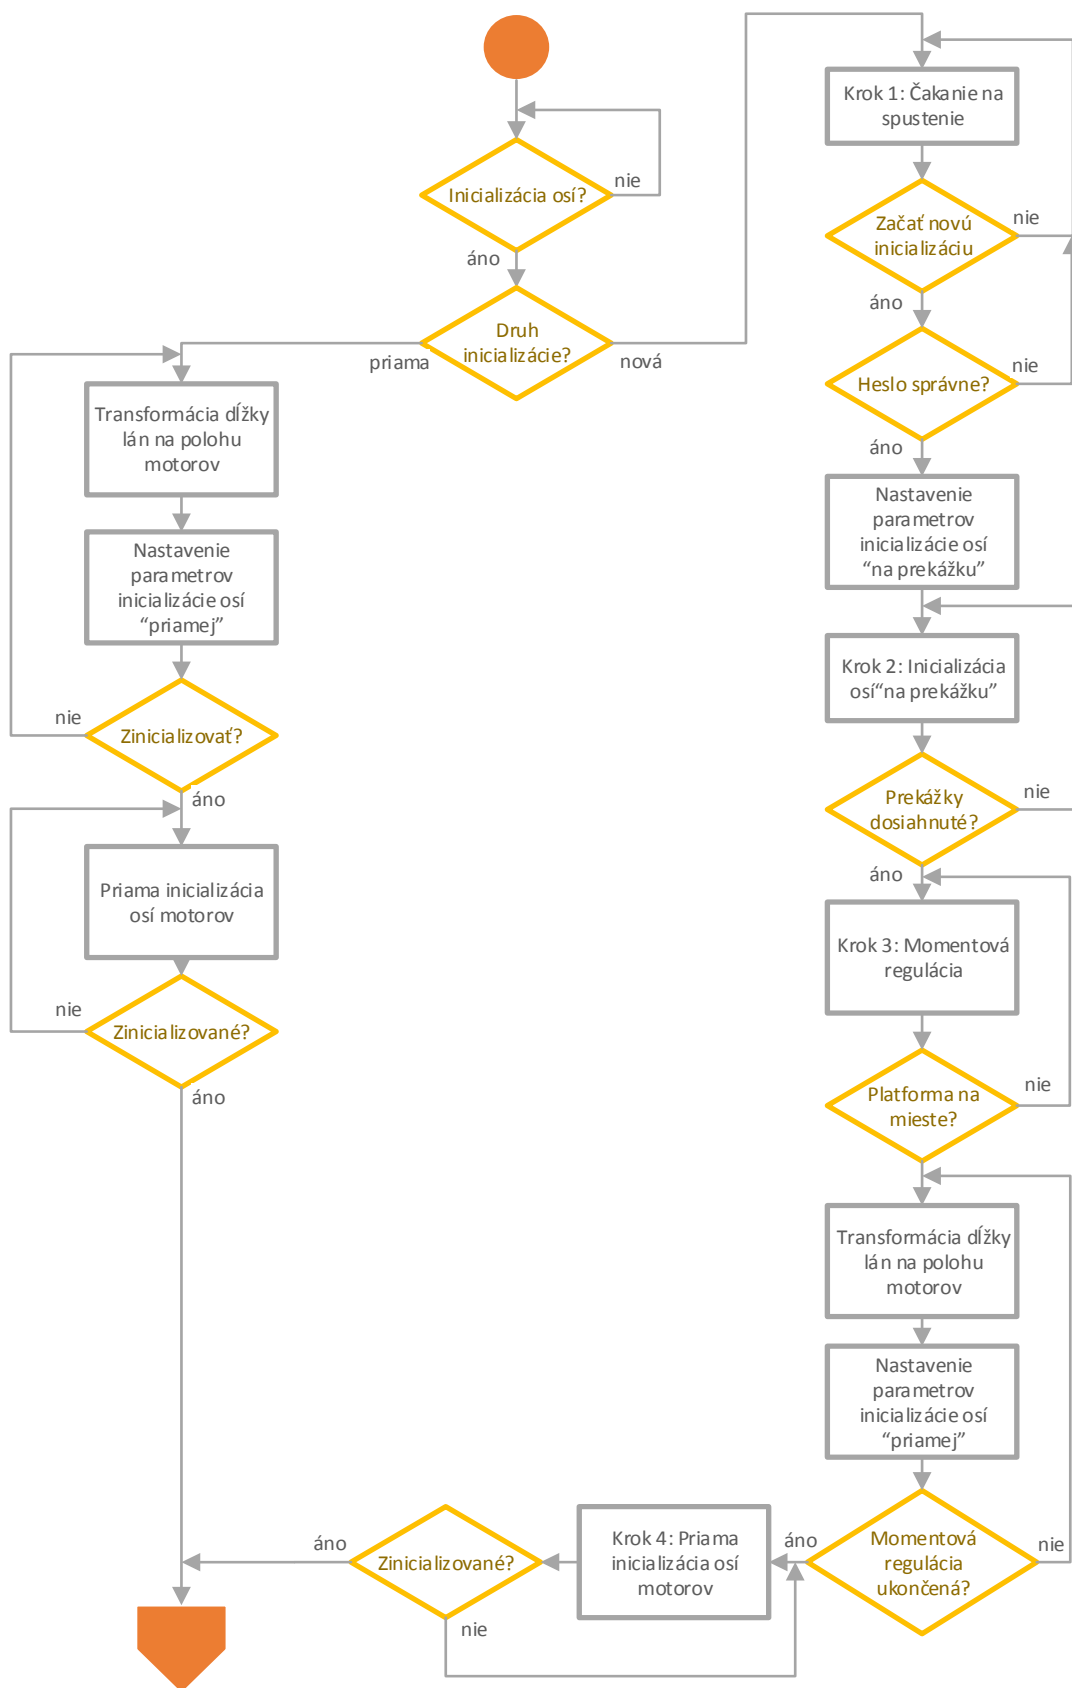 Inicializácia osí?
nie
áno
Druh
inicializácie?
priama
nová
Transformácia dĺžky
lán na polohu
motorov
Nastavenie
parametrov
inicializácie osí
“priamej”
Zinicializovať?
nie
áno
Priama inicializácia
osí motorov
Zinicializované?
nie
áno
Krok 1: Čakanie na
spustenie
Začať novú
inicializáciu
nie
áno
Heslo správne?
nie
áno
Nastavenie
parametrov
inicializácie osí
“na prekážku”
Krok 2: Inicializácia
osí“na prekážku”
Prekážky
dosiahnuté?
nie
áno
Krok 3: Momentová
regulácia
Platforma na
mieste?
nie
Transformácia dĺžky
lán na polohu
motorov
Nastavenie
parametrov
inicializácie osí
“priamej”
Momentová
regulácia
ukončená?
nie
áno
Krok 4: Priama
inicializácia osí
motorov
Zinicializované?
áno
nie